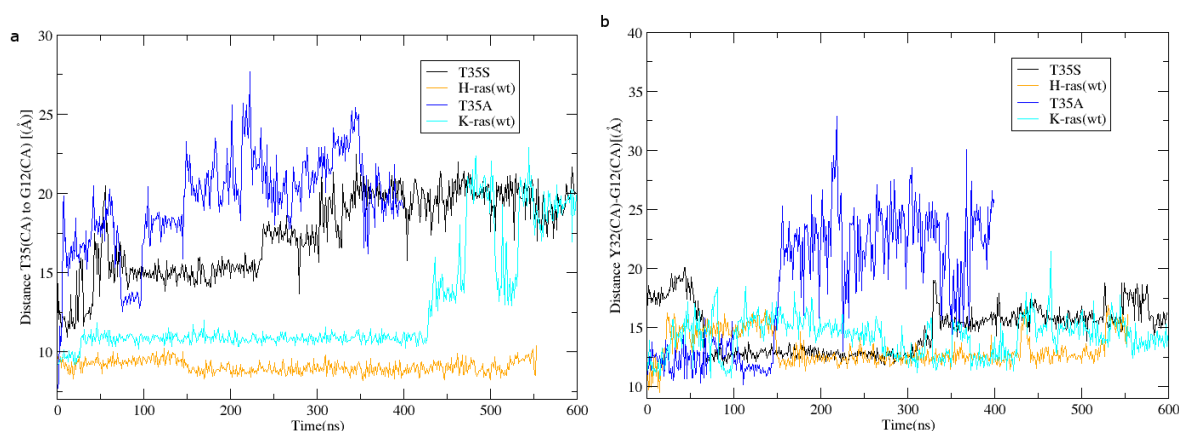 a
Distance T35(CA) to G12(CA) [(Å)]
30
25
20
15
10
0
100
200
300
400
500
600
Time(ns)
T35S
H-ras(wt)
T35A
K-ras(wt)
b
Distance Y32(CA)-G12(CA)[(Å)
40
35
30
25
20
15
10
0
100
200
300
400
500
600
Time(ns)
T35S
H-ras(wt)
T35A
K-ras(wt)